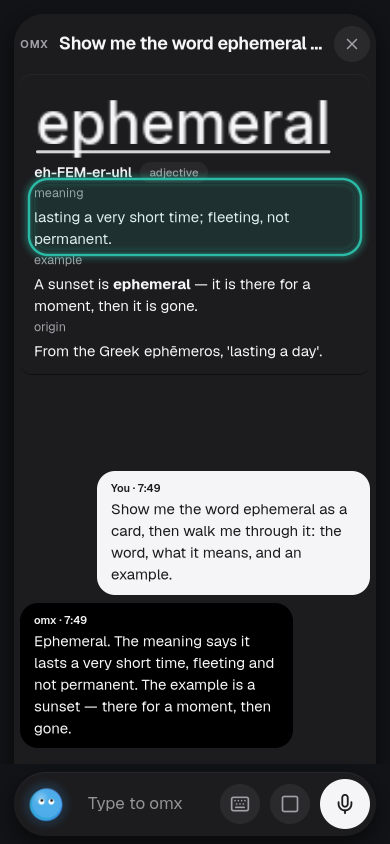 OMX Show me the word ephemeral ...
ephemeral
eh-FEM-er-uhl adjective
meaning
lasting a very short time; fleeting, not
permanent.
example
A sunset is ephemeral — it is there for a
moment, then it is gone.
origin
From the Greek ephēmeros, 'lasting a day'.
You · 7:49
Show me the word ephemeral as a
card, then walk me through it: the
word, what it means, and an
example.
omx · 7:49
Ephemeral. The meaning says it
lasts a very short time, fleeting and
not permanent. The example is a
sunset — there for a moment, then
gone.
Type to omx